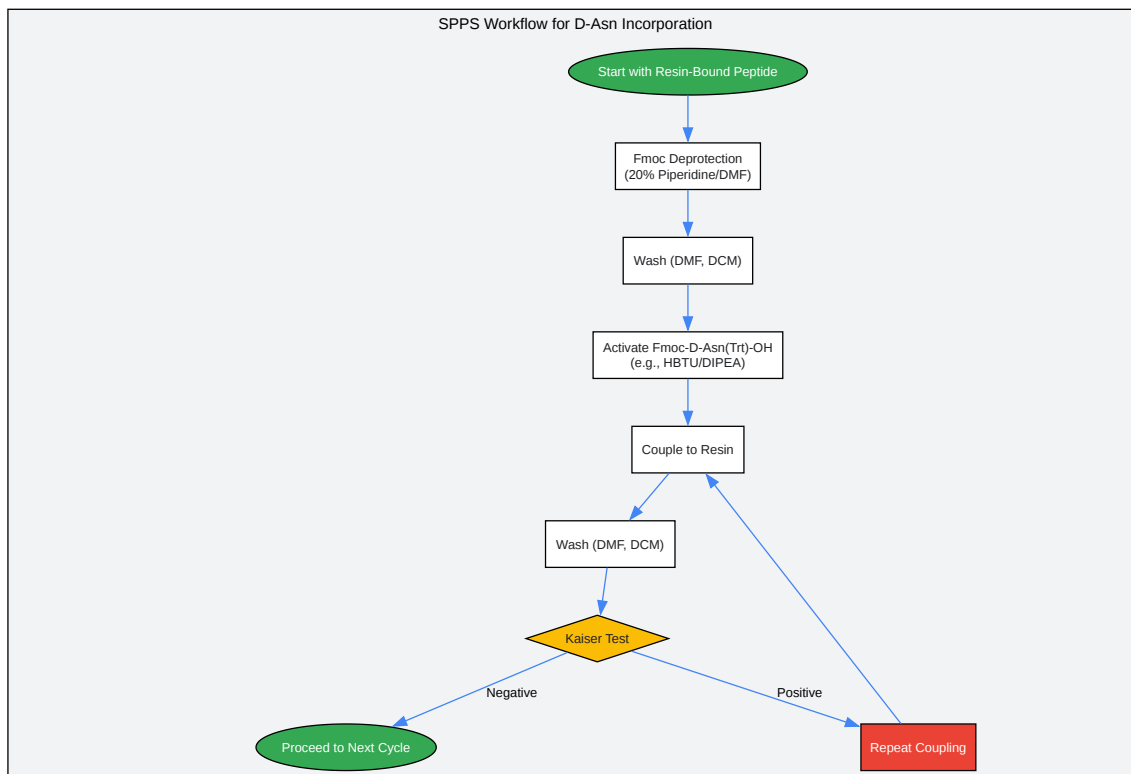 SPPS Workflow for D-Asn Incorporation
Start with Resin-Bound Peptide
Fmoc Deprotection
(20% Piperidine/DMF)
Wash (DMF, DCM)
Activate Fmoc-D-Asn(Trt)-OH
(e.g., HBTU/DIPEA)
Couple to Resin
Wash (DMF, DCM)
Kaiser Test
Negative
Positive
Proceed to Next Cycle
Repeat Coupling